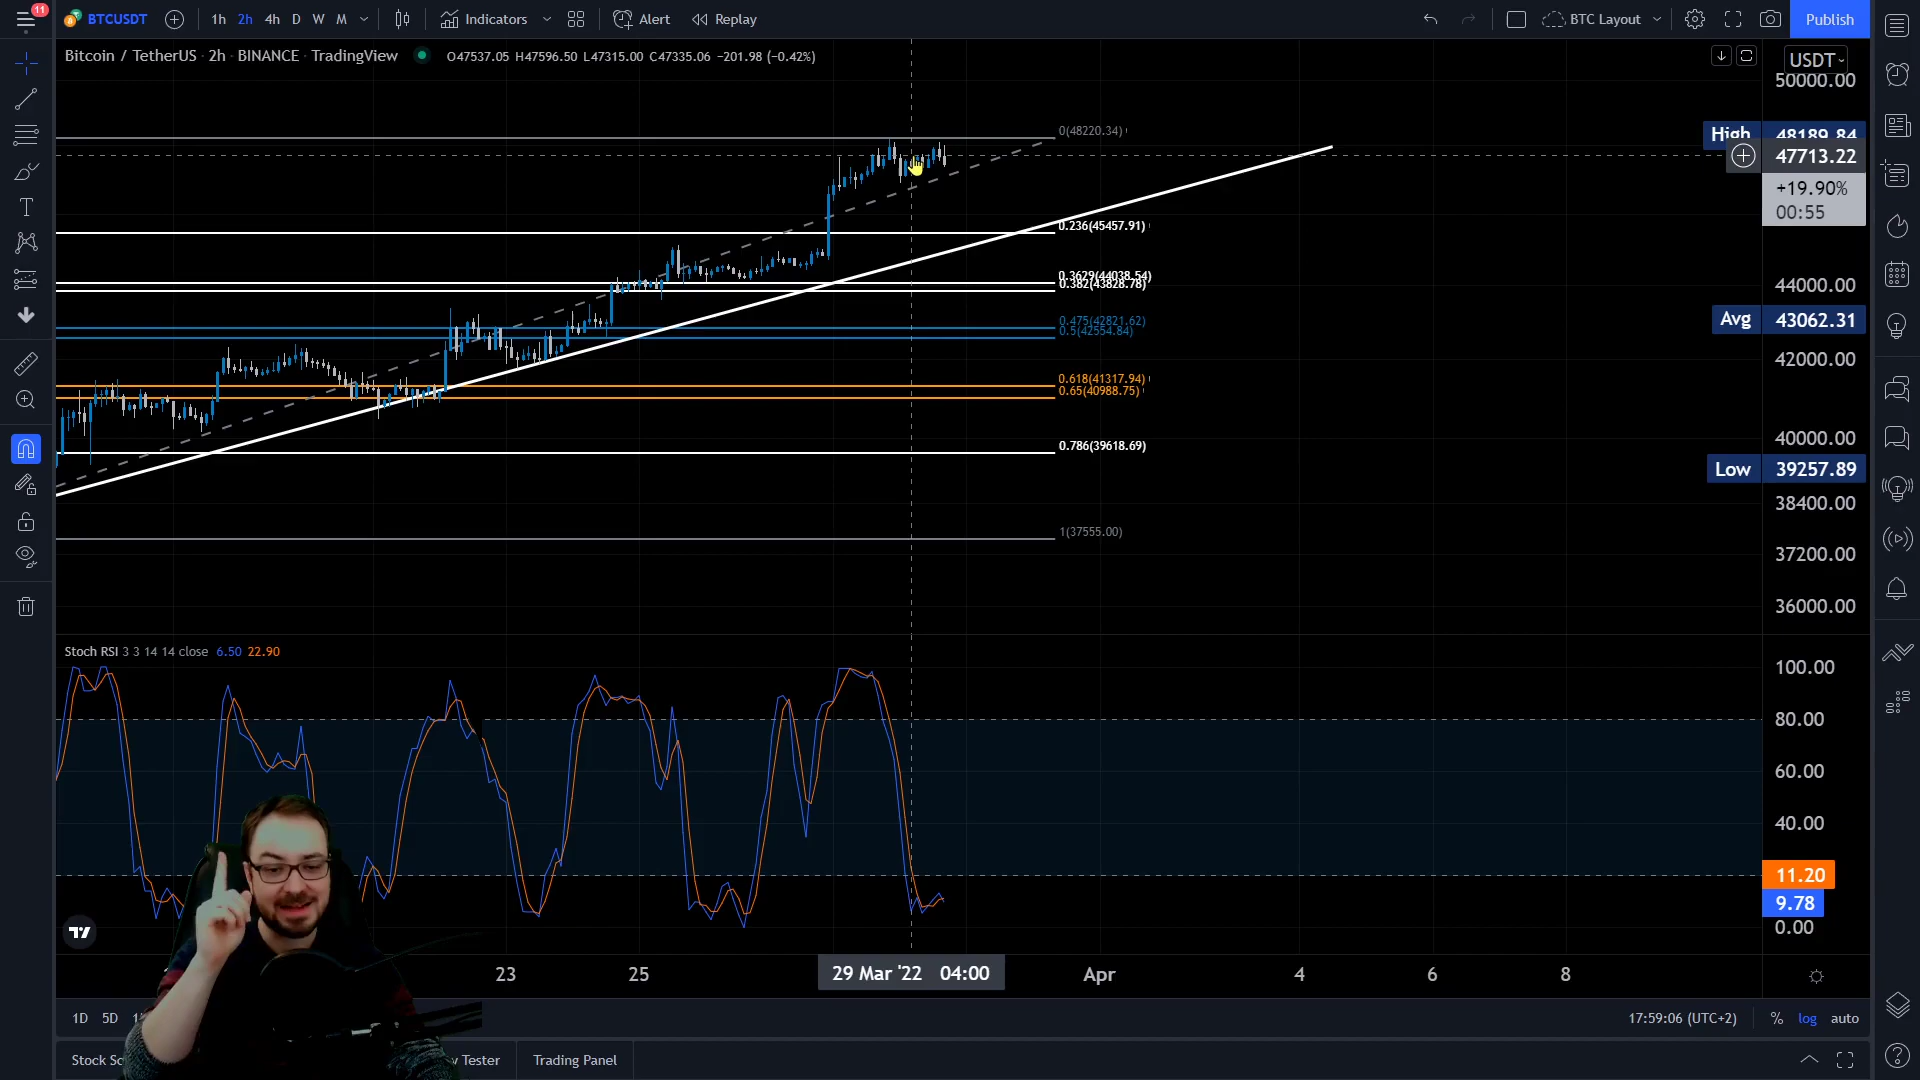 11
BTCUSDT
1h 2h 4h D W M
Indicators
Alert
Replay
BTC Layout
Publish
Bitcoin / TetherUS · 2h · BINANCE · TradingView
O47537.05 H47596.50 L47315.00 C47335.06 −201.98 (−0.42%)
USDT
50000.00
0(48220.34)
High 48189.84
47713.22
+19.90%
00:55
0.236(45457.91)
0.3629(44038.54)
0.382(43828.78)
44000.00
0.475(42821.62)
0.5(42554.84)
Avg 43062.31
42000.00
0.618(41317.94)
0.65(40988.75)
40000.00
0.786(39618.69)
Low 39257.89
38400.00
1(37555.00)
37200.00
36000.00
Stoch RSI 3 3 14 14 close 6.50 22.90
100.00
80.00
60.00
40.00
11.20
9.78
0.00
23
25
29 Mar '22 04:00
Apr
4
6
8
1D 5D
17:59:06 (UTC+2)
% log auto
Stock
Tester
Trading Panel